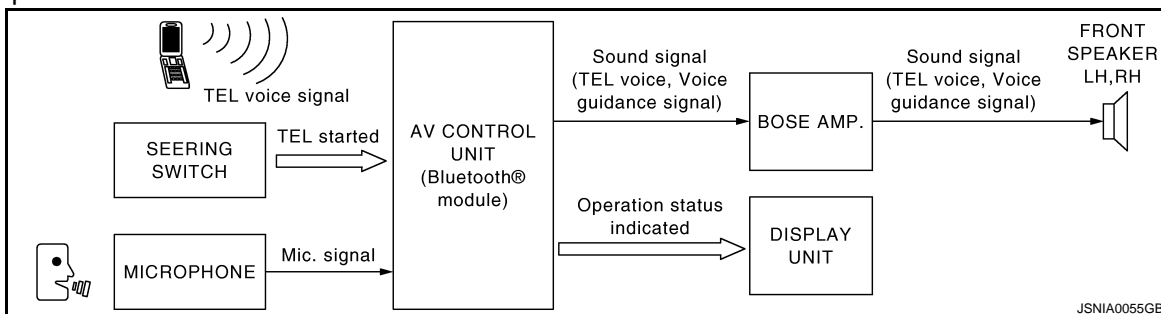 TEL voice signal
SEERING
SWITCH
TEL started
MICROPHONE
Mic. signal
AV CONTROL
UNIT
(Bluetooth®
module)
Sound signal
(TEL voice, Voice
guidance signal)
BOSE AMP.
Sound signal
(TEL voice, Voice
guidance signal)
FRONT
SPEAKER
LH,RH
Operation status
indicated
DISPLAY
UNIT
JSNIA0055GB